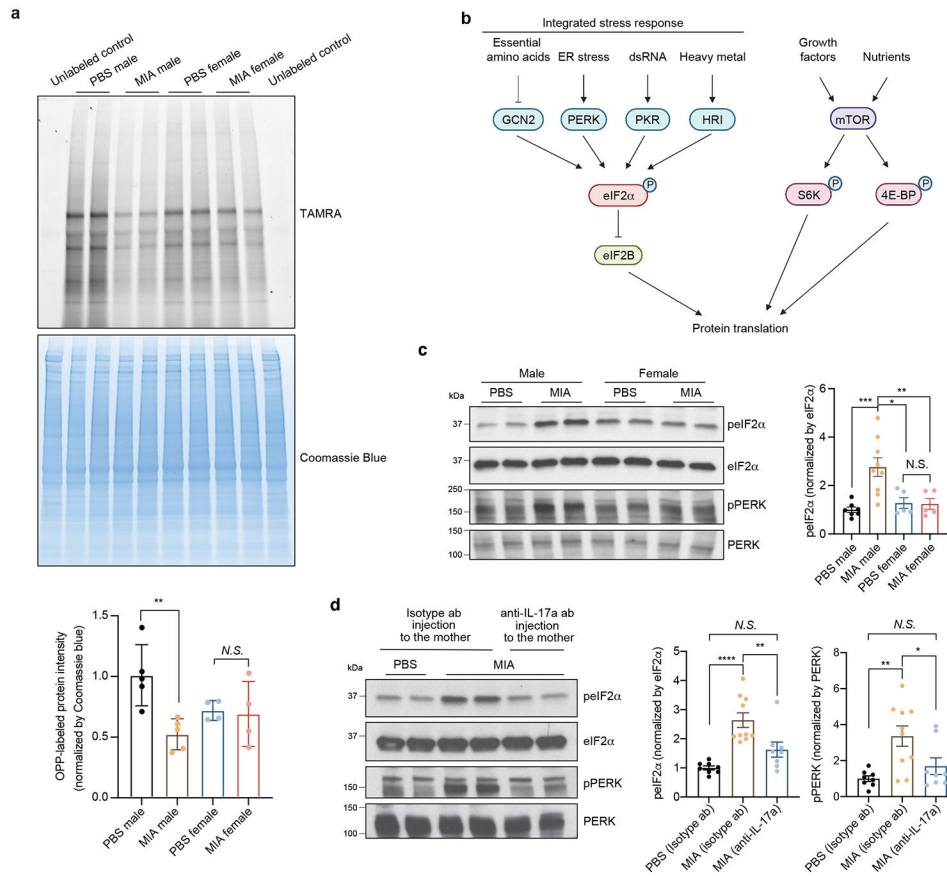 a
Unlabeled control
PBS male
MIA male
PBS female
MIA female
Unlabeled control
TAMRA
Coomassie Blue
OPP-labeled protein intensity
(normalized by Coomassie blue)
1.5
1.0
0.5
0.0
**
N.S.
PBS male
MIA male
PBS female
MIA female
b
Integrated stress response
Essential
amino acids
ER stress
dsRNA
Heavy metal
Growth
factors
Nutrients
GCN2
PERK
PKR
HRI
mTOR
eIF2α
P
S6K
P
4E-BP
P
eIF2B
Protein translation
c
Male
Female
kDa
PBS
MIA
PBS
MIA
37
peIF2α
37
eIF2α
250
150
pPERK
150
100
PERK
peIF2α (normalized by eIF2α)
6
4
2
0
***
**
*
N.S.
PBS male
MIA male
PBS female
MIA female
d
Isotype ab
injection
to the mother
anti-IL-17a ab
injection
to the mother
kDa
PBS
MIA
37
peIF2α
37
eIF2α
150
pPERK
150
100
PERK
peIF2α (normalized by eIF2α)
5
4
3
2
1
0
N.S.
****
**
PBS (isotype ab)
MIA (isotype ab)
MIA (anti-IL-17a)
pPERK (normalized by PERK)
8
6
4
2
0
N.S.
**
*
PBS (Isotype ab)
MIA (isotype ab)
MIA (anti-IL-17a)